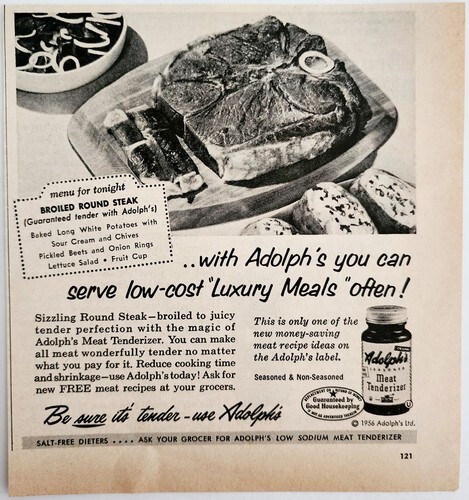 menu for tonight
BROILED ROUND STEAK
(Guaranteed tender with Adolph's)
Baked Long White Potatoes with
Sour Cream and Chives
Pickled Beets and Onion Rings
Lettuce Salad • Fruit Cup
...with Adolph's you can
serve low-cost "Luxury Meals" often!
Sizzling Round Steak—broiled to juicy
tender perfection with the magic of
Adolph's Meat Tenderizer. You can make
all meat wonderfully tender no matter
what you pay for it. Reduce cooking time
and shrinkage—use Adolph's today! Ask for
new FREE meat recipes at your grocers.
This is only one of the
new money-saving
meat recipe ideas on
the Adolph's label.
Seasoned & Non-Seasoned
Guaranteed by
Good Housekeeping
Adolph's
Meat
Tenderizer
Be sure it's tender - use Adolph's
© 1956 Adolph's Ltd.
SALT-FREE DIETERS .... ASK YOUR GROCER FOR ADOLPH'S LOW SODIUM MEAT TENDERIZER
121